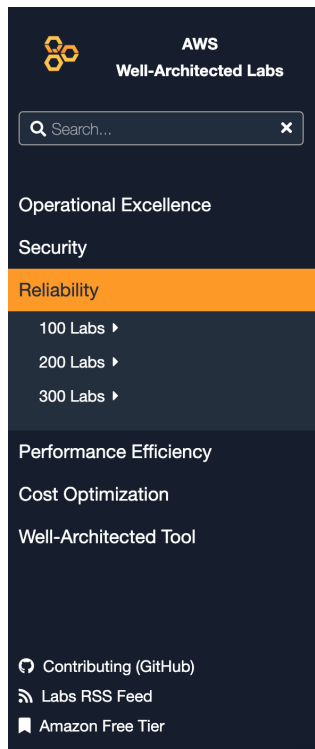 AWS
Well-Architected Labs
Search...
Operational Excellence
Security
Reliability
100 Labs
200 Labs
300 Labs
Performance Efficiency
Cost Optimization
Well-Architected Tool
Contributing (GitHub)
Labs RSS Feed
Amazon Free Tier